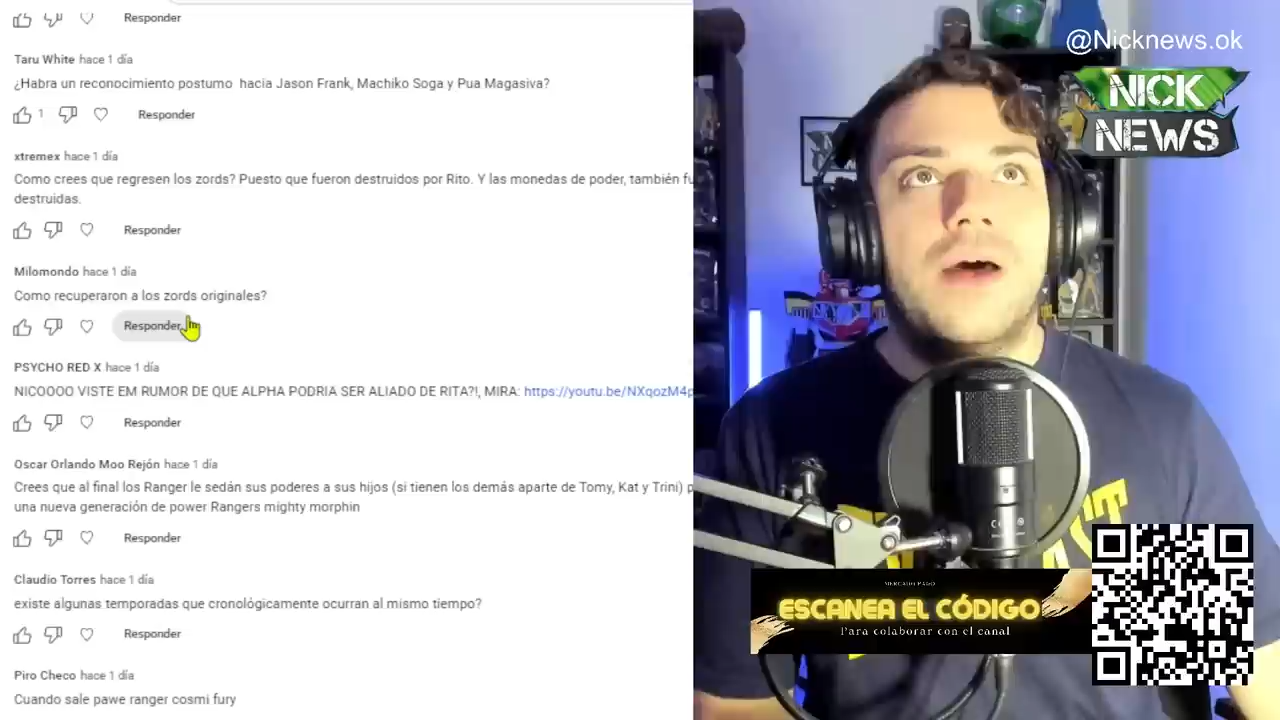 Responder
Taru White hace 1 día
¿Habra un reconocimiento postumo hacia Jason Frank, Machiko Soga y Pua Magasiva?
1
Responder
xtremex hace 1 día
Como crees que regresen los zords? Puesto que fueron destruidos por Rito. Y las monedas de poder, también fu
destruidas.
Responder
Milomondo hace 1 día
Como recuperaron a los zords originales?
Responder
PSYCHO RED X hace 1 día
NICOOOO VISTE EM RUMOR DE QUE ALPHA PODRIA SER ALIADO DE RITA?!, MIRA: https://youtu.be/NXqozM4p
Responder
Oscar Orlando Moo Rejón hace 1 día
Crees que al final los Ranger le sedán sus poderes a sus hijos (si tienen los demás aparte de Tomy, Kat y Trini) p
una nueva generación de power Rangers mighty morphin
Responder
Claudio Torres hace 1 día
existe algunas temporadas que cronológicamente ocurran al mismo tiempo?
Responder
Piro Checo hace 1 día
Cuando sale pawe ranger cosmi fury
@Nicknews.ok
NICK
NEWS
MERCADO PAGO
ESCANEA EL CÓDIGO
Para colaborar con el canal